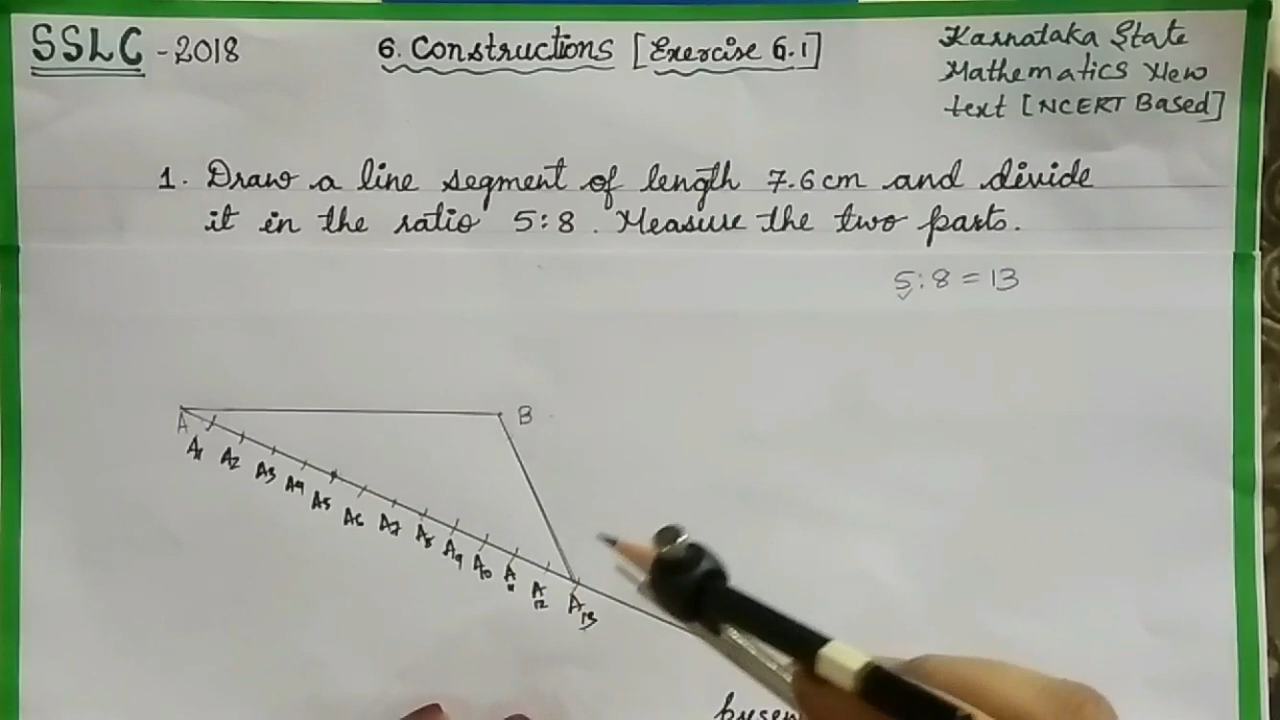 SSLC - 2018
6. Constructions [Exercise 6.1]
Karnataka State
Mathematics New
text [NCERT Based]
1. Draw a line segment of length 7.6 cm and divide
it in the ratio 5:8. Measure the two parts.
5:8 = 13
A B
A1 A2 A3 A4 A5 A6 A7 A8 A9 A10 A11 A12 A13